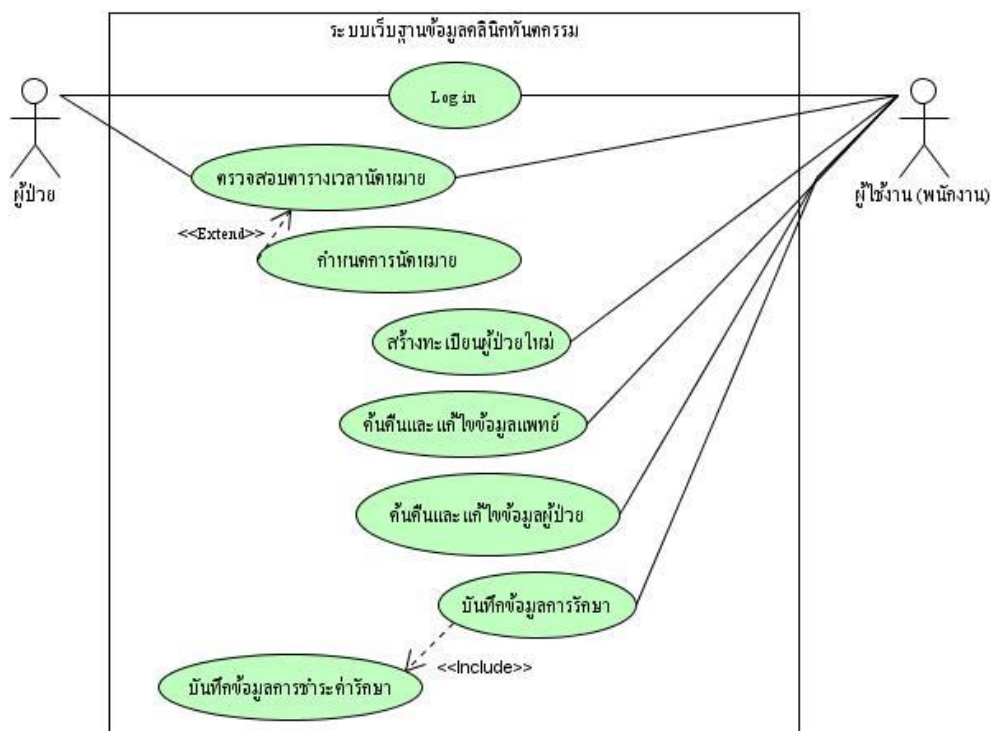 ระบบเว็บฐานข้อมูลคลินิกทันตกรรม
Log in
ตรวจสอบตารางเวลานัดหมาย
ผู้ป่วย
ผู้ใช้งาน (พนักงาน)
<<Extend>>
กำหนดการนัดหมาย
สร้างทะเบียนผู้ป่วยใหม่
ค้นคืนและแก้ไขข้อมูลแพทย์
ค้นคืนและแก้ไขข้อมูลผู้ป่วย
บันทึกข้อมูลการรักษา
<<Include>>
บันทึกข้อมูลการชำระค่ารักษา